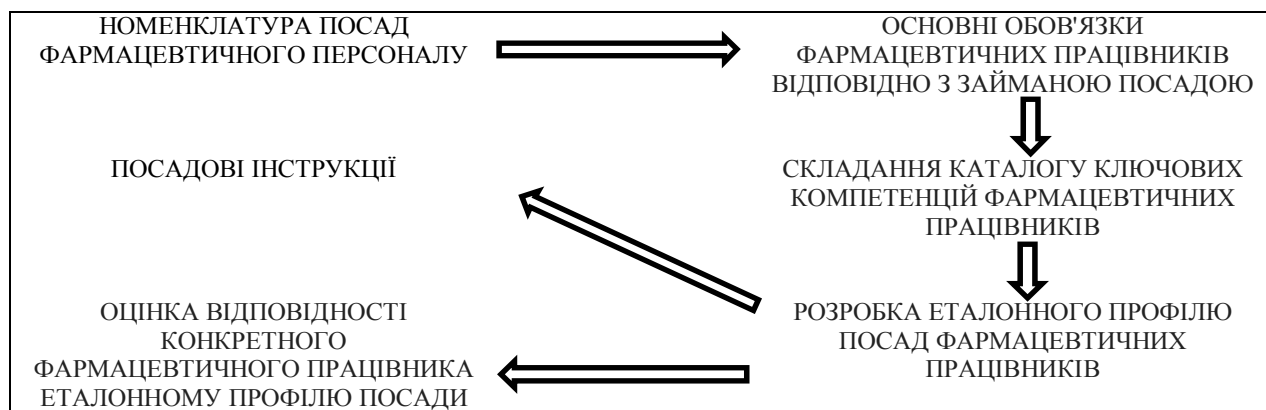 НОМЕНКЛАТУРА ПОСАД
ФАРМАЦЕВТИЧНОГО ПЕРСОНАЛУ
ОСНОВНІ ОБОВ'ЯЗКИ
ФАРМАЦЕВТИЧНИХ ПРАЦІВНИКІВ
ВІДПОВІДНО З ЗАЙМАНОЮ ПОСАДОЮ
ПОСАДОВІ ІНСТРУКЦІЇ
СКЛАДАННЯ КАТАЛОГУ КЛЮЧОВИХ
КОМПЕТЕНЦІЙ ФАРМАЦЕВТИЧНИХ
ПРАЦІВНИКІВ
ОЦІНКА ВІДПОВІДНОСТІ
КОНКРЕТНОГО
ФАРМАЦЕВТИЧНОГО ПРАЦІВНИКА
ЕТАЛОННОМУ ПРОФІЛЮ ПОСАДИ
РОЗРОБКА ЕТАЛОННОГО ПРОФІЛЮ
ПОСАД ФАРМАЦЕВТИЧНИХ
ПРАЦІВНИКІВ